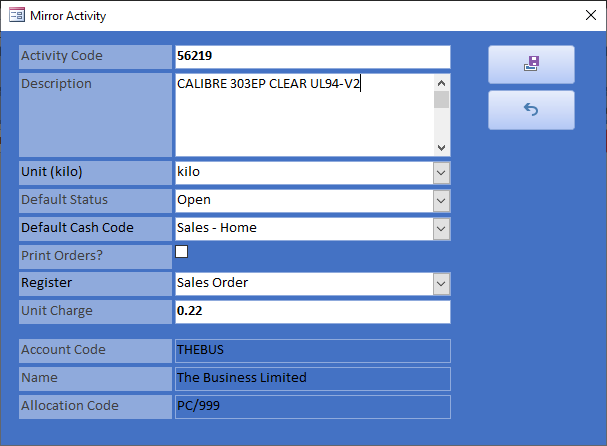 Mirror Activity
Activity Code 56219
Description CALIBRE 303EP CLEAR UL94-V2
Unit (kilo) kilo
Default Status Open
Default Cash Code Sales - Home
Print Orders?
Register Sales Order
Unit Charge 0.22
Account Code THEBUS
Name The Business Limited
Allocation Code PC/999